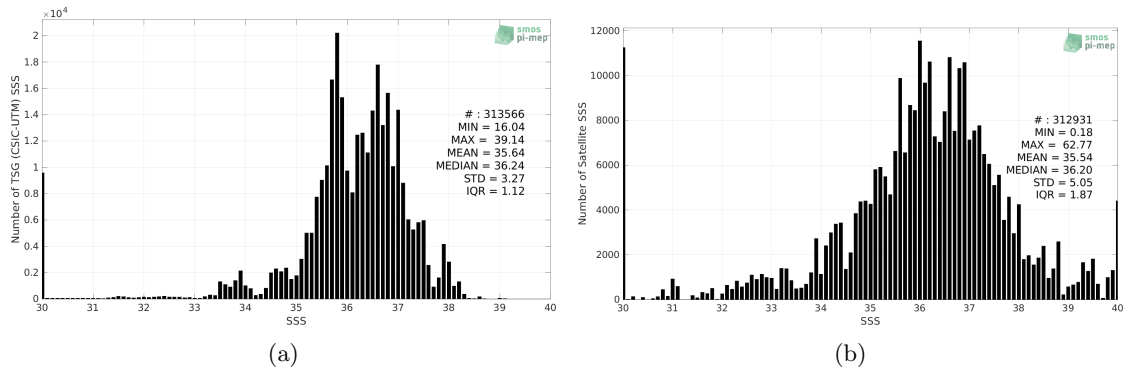 ×10⁴
smos
pi-mep
2
1.8
1.6
1.4
1.2
1
0.8
0.6
0.4
0.2
0
Number of TSG (CSIC-UTM) SSS
# : 313566
MIN = 16.04
MAX = 39.14
MEAN = 35.64
MEDIAN = 36.24
STD = 3.27
IQR = 1.12
30 31 32 33 34 35 36 37 38 39 40
SSS
(a)
smos
pi-mep
12000
10000
8000
6000
4000
2000
0
Number of Satellite SSS
# : 312931
MIN = 0.18
MAX = 62.77
MEAN = 35.54
MEDIAN = 36.20
STD = 5.05
IQR = 1.87
30 31 32 33 34 35 36 37 38 39 40
SSS
(b)